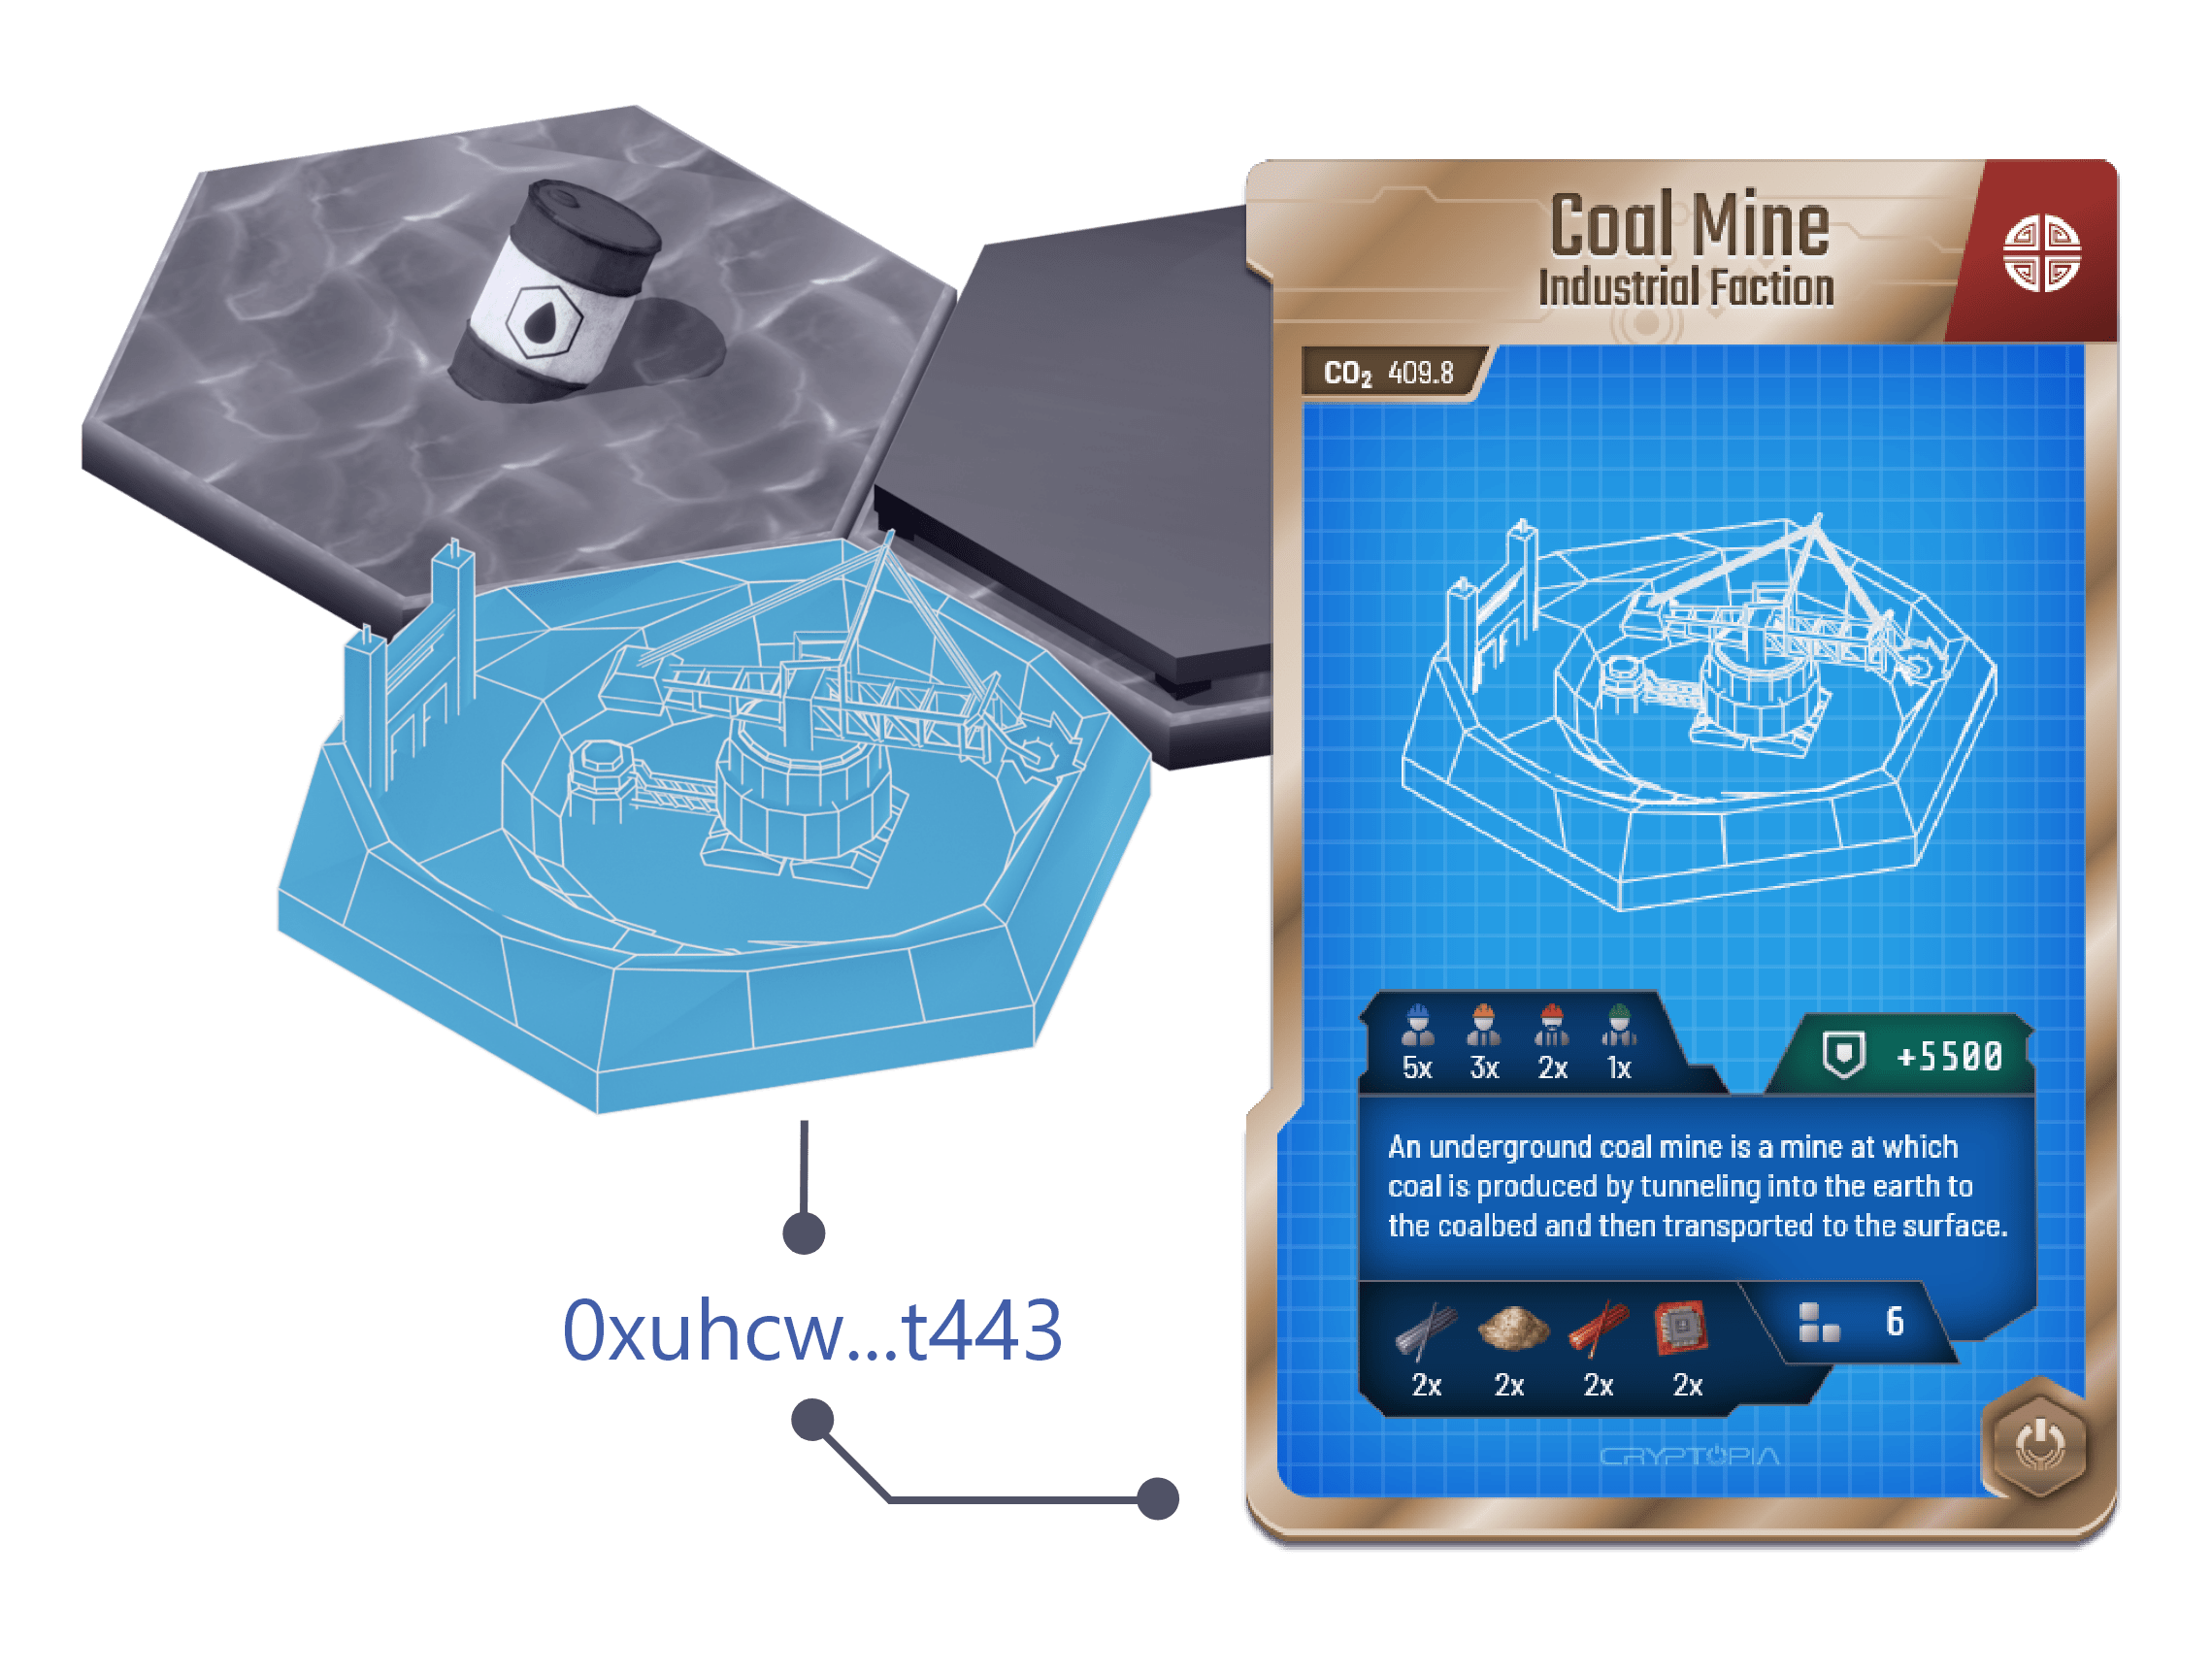 Coal Mine
Industrial Faction
CO₂ 409.8
5x 3x 2x 1x
+5500
An underground coal mine is a mine at which
coal is produced by tunneling into the earth to
the coalbed and then transported to the surface.
6
2x 2x 2x 2x
CRYPTOPIA
0xuhcw...t443